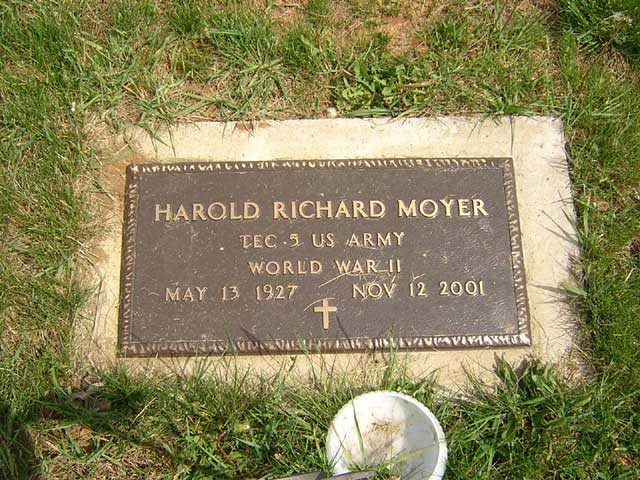 HAROLD RICHARD MOYER
TEC 5 US ARMY
WORLD WAR II
MAY 13 1927 NOV 12 2001